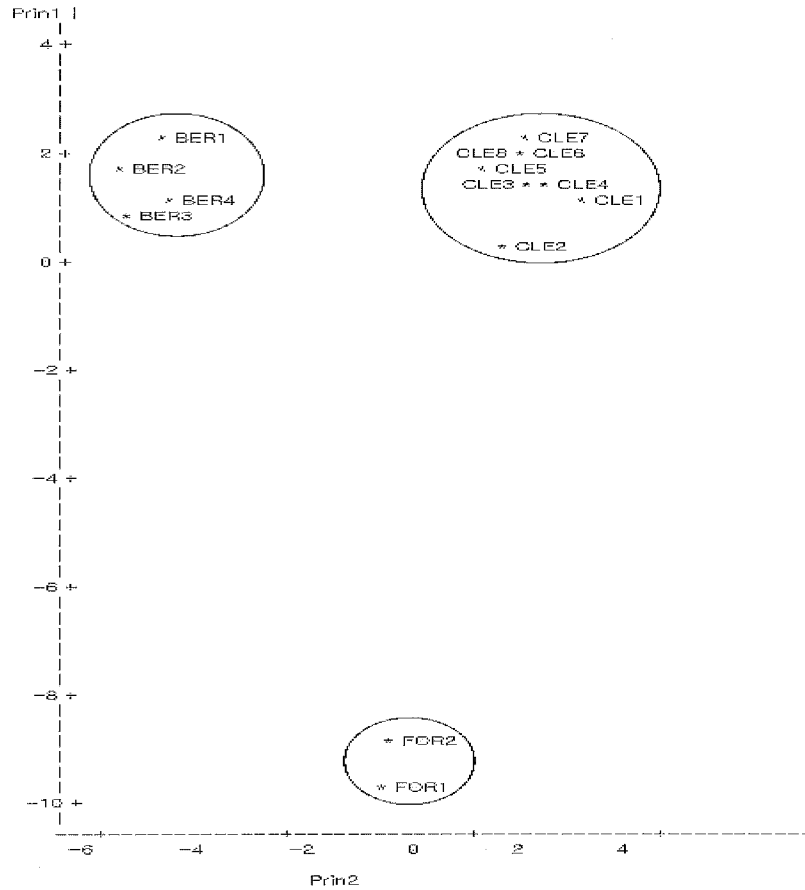 Prin1 |
4 +
* BER1
* CLE7
2 +
CLE8 * CLE6
* BER2
* CLE5
CLE3 * * CLE4
* BER4
* CLE1
* BER3
* CLE2
0 +
-2 +
-4 +
-6 +
-8 +
* FOR2
* FOR1
-10 +
-6 -4 0 2 4
Prin2